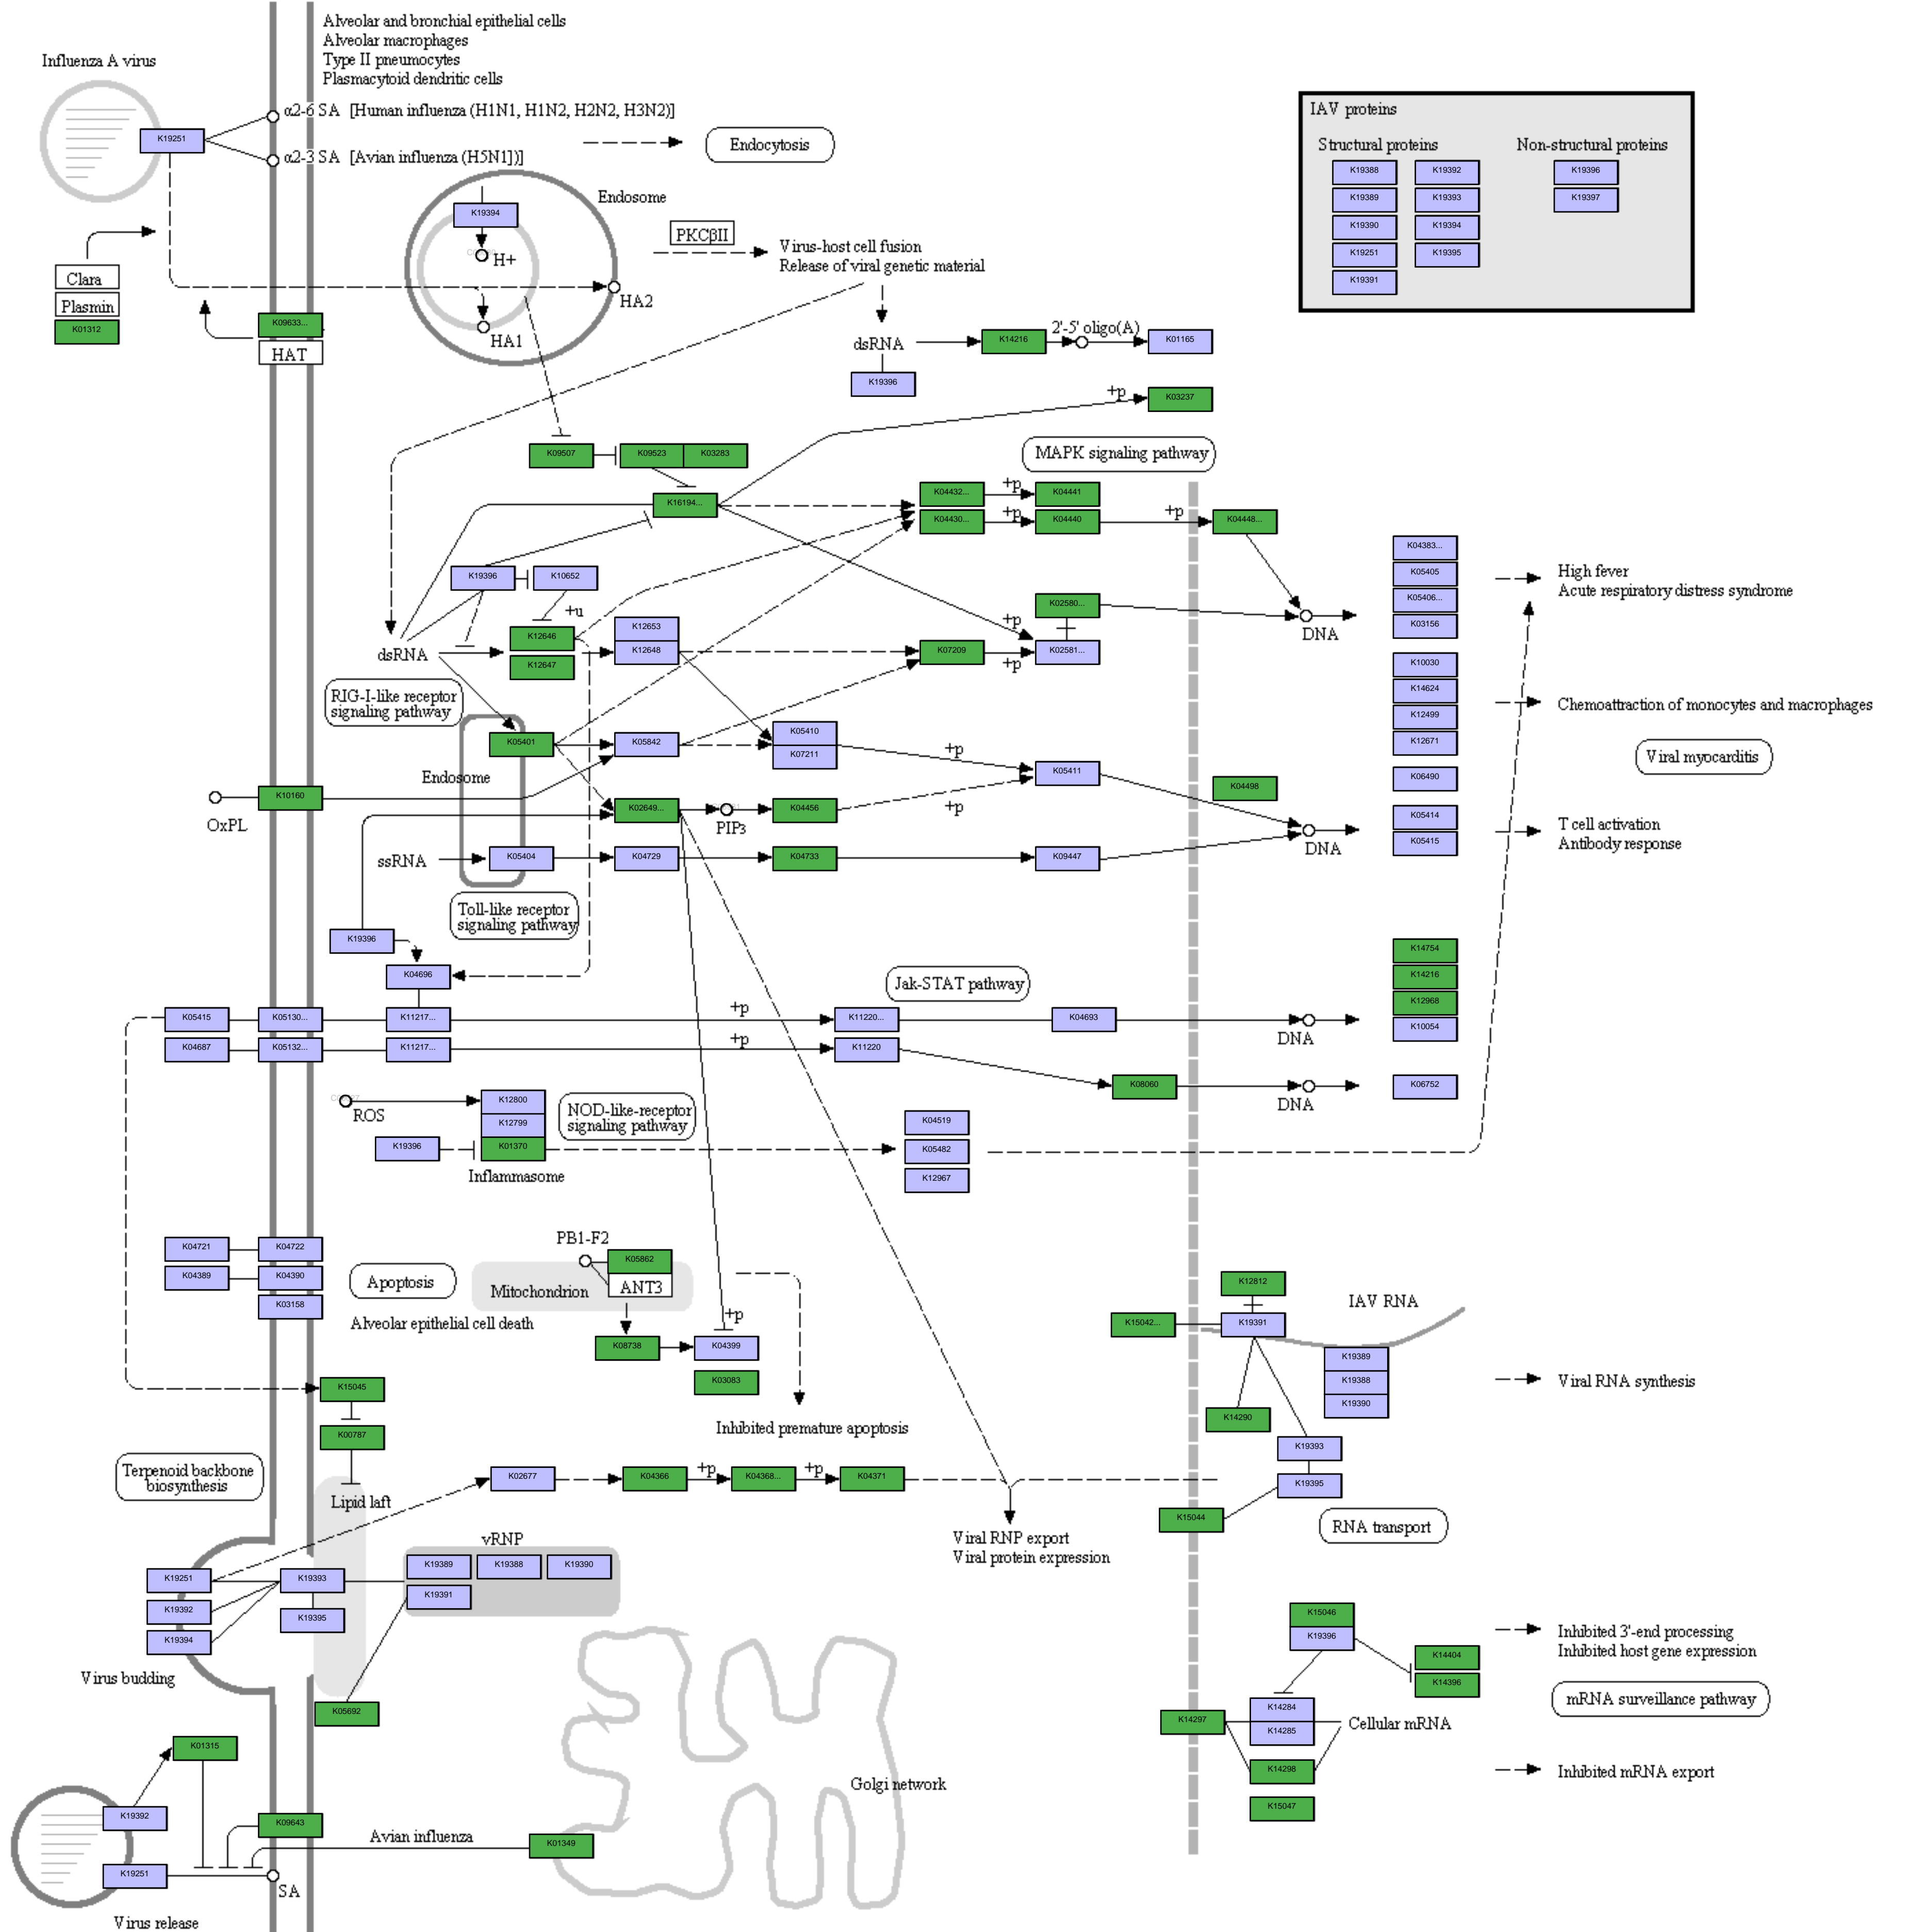 Alveolar and bronchial epithelial cells
Alveolar macrophages
Type II pneumocytes
Plasmacytoid dendritic cells
Influenza A virus
K19251
α2-6 SA [Human influenza (H1N1, H1N2, H2N2, H3N2)]
α2-3 SA [Avian influenza (H5N1])]
Endocytosis
IAV proteins
Structural proteins
Non-structural proteins
K19388
K19392
K19396
K19389
K19393
K19397
K19390
K19394
K19251
K19395
K19391
Endosome
K19394
H+
HA2
HA1
PKCβII
Virus-host cell fusion
Release of viral genetic material
Clara
Plasmin
K01312
K09633...
HAT
dsRNA
K14216
2'-5' oligo(A)
K01165
K19396
+p
K03237
K09507
K09523
K03283
MAPK signaling pathway
K16194...
K04432...
+p
K04441
K04430...
+p
K04440
+p
K04448...
K04383...
K05405
K05406...
K03156
High fever
Acute respiratory distress syndrome
K19396
K10652
+u
K12646
K12647
K12653
K12648
dsRNA
K02580...
+p
K07209
+p
K02581...
DNA
RIG-I-like receptor
signaling pathway
K10030
K14624
K12499
K12671
K06490
Chemoattraction of monocytes and macrophages
Viral myocarditis
K05401
K05842
K05410
K07211
+p
K05411
K04498
Endosome
K10160
OxPL
K02649...
PIP3
K04456
+p
K05414
K05415
T cell activation
Antibody response
DNA
ssRNA
K05404
K04729
K04733
K09447
Toll-like receptor
signaling pathway
K19396
K04696
Jak-STAT pathway
K14754
K14216
K12968
K10054
K05415
K05130...
K11217...
+p
K11220...
K04693
DNA
K04687
K05132...
K11217...
+p
K11220
K08060
DNA
K06752
ROS
K12800
K12799
K01370
K19396
Inflammasome
NOD-like-receptor
signaling pathway
K04519
K05482
K12967
K04721
K04722
K04389
K04390
K03158
Apoptosis
PB1-F2
K05862
ANT3
Mitochondrion
Alveolar epithelial cell death
K08738
+p
K04399
K03083
Inhibited premature apoptosis
K12812
IAV RNA
K15042...
K19391
K19389
K19388
K19390
K14290
K19393
K19395
K15044
Viral RNA synthesis
RNA transport
K15045
K00787
Terpenoid backbone
biosynthesis
Lipid laft
K02677
K04366
+p
K04368...
+p
K04371
Viral RNP export
Viral protein expression
vRNP
K19389
K19388
K19390
K19391
K19251
K19393
K19392
K19395
K19394
Virus budding
K05692
K15046
K19396
K14404
K14396
Inhibited 3'-end processing
Inhibited host gene expression
mRNA surveillance pathway
K14297
K14284
K14285
Cellular mRNA
K14298
K15047
Inhibited mRNA export
K01315
K19392
K09643
Avian influenza
K01349
Golgi network
K19251
SA
Virus release